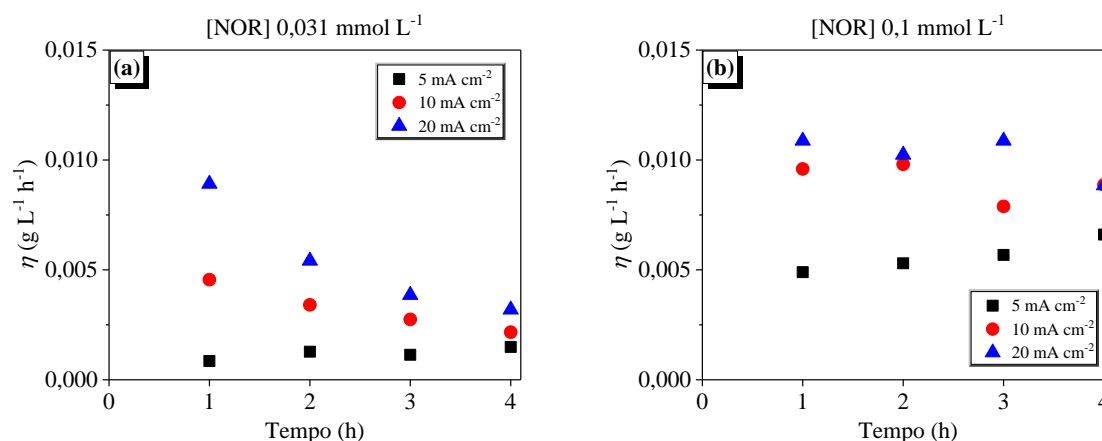 [NOR] 0,031 mmol L⁻¹
(a)
5 mA cm⁻²
10 mA cm⁻²
20 mA cm⁻²
0,015
0,010
0,005
0,000
η (g L⁻¹ h⁻¹)
0 1 2 3 4
Tempo (h)
[NOR] 0,1 mmol L⁻¹
(b)
0,015
0,010
0,005
0,000
η (g L⁻¹ h⁻¹)
5 mA cm⁻²
10 mA cm⁻²
20 mA cm⁻²
0 1 2 3 4
Tempo (h)